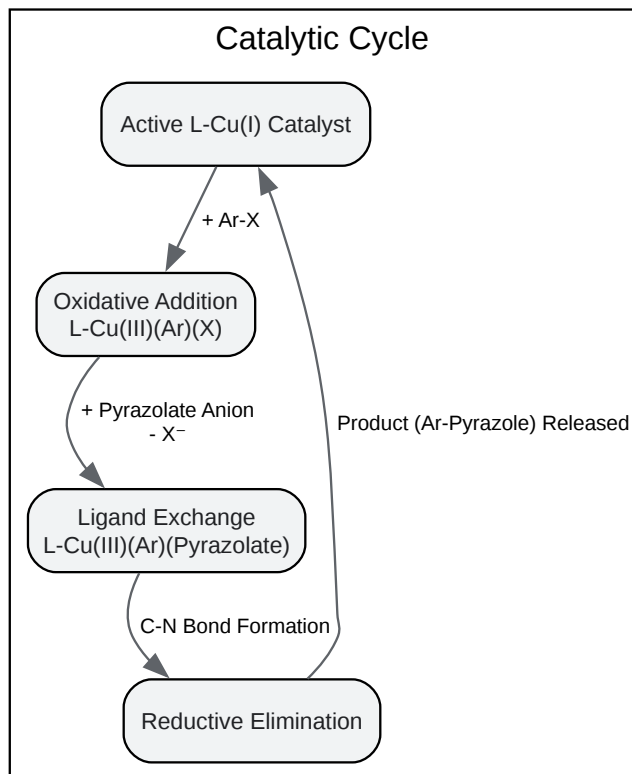 Catalytic Cycle
Active L-Cu(I) Catalyst
+ Ar-X
Oxidative Addition
L-Cu(III)(Ar)(X)
+ Pyrazolate Anion
- X⁻
Product (Ar-Pyrazole) Released
Ligand Exchange
L-Cu(III)(Ar)(Pyrazolate)
C-N Bond Formation
Reductive Elimination